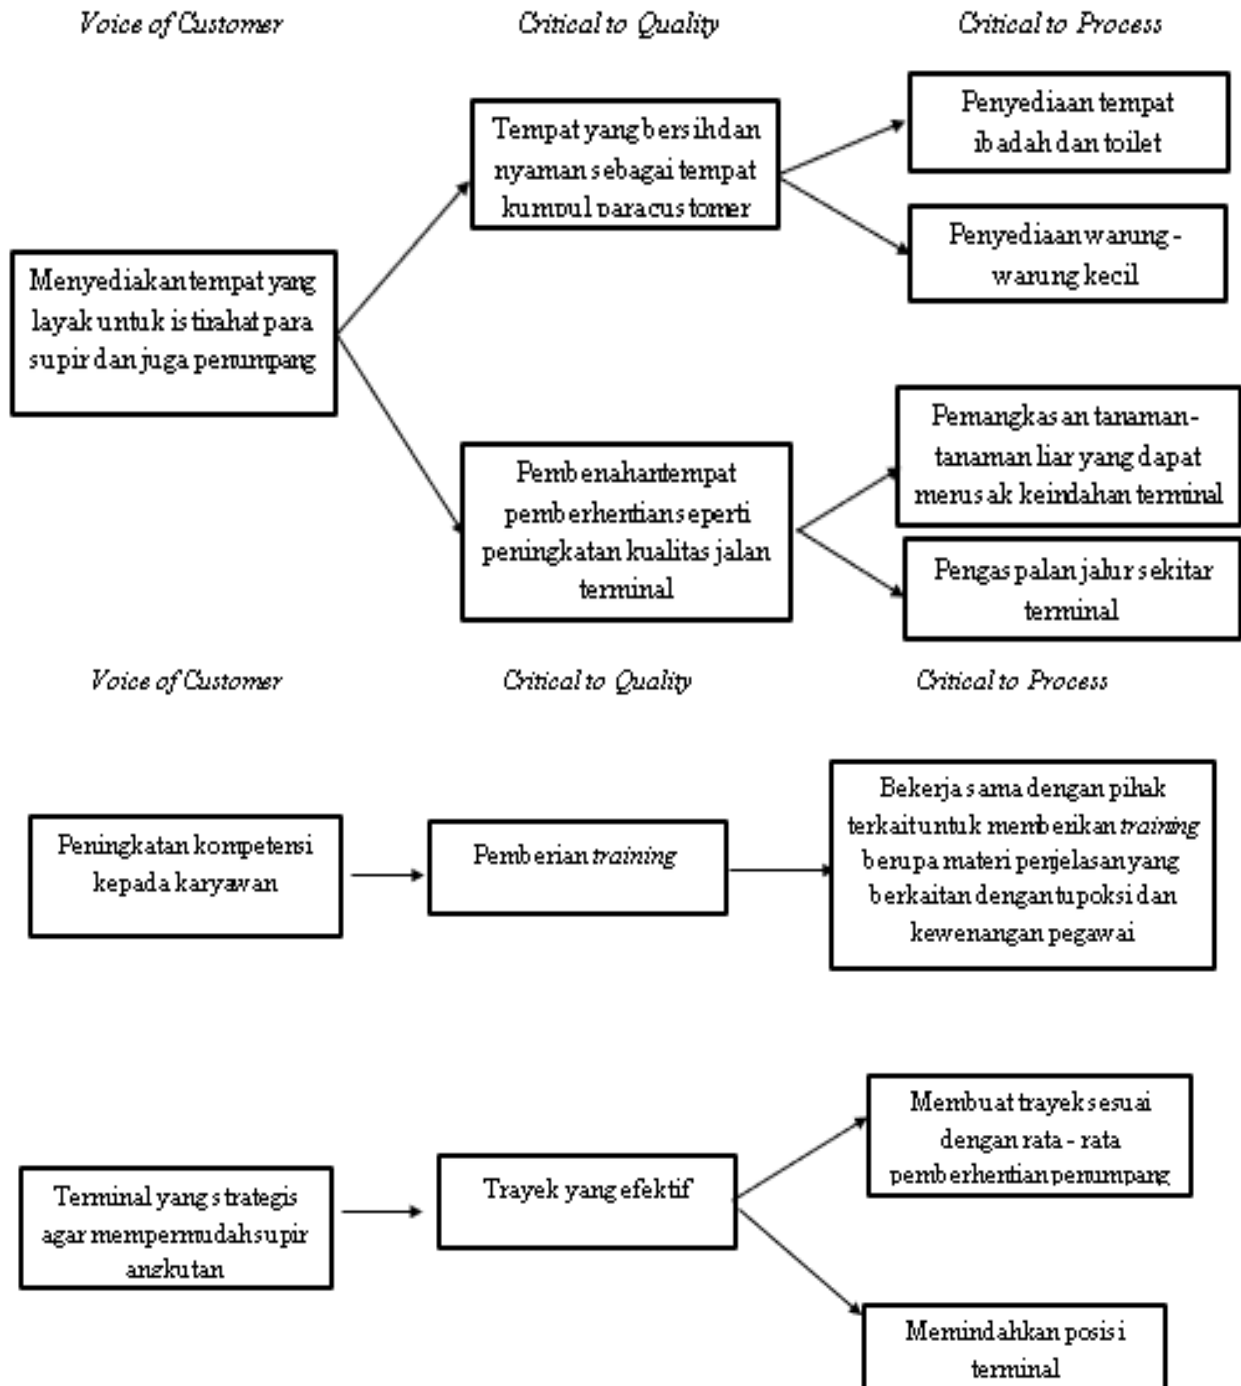 Voice of Customer
Critical to Quality
Critical to Process
Menyediakan tempat yang
layak untuk istirahat para
supir dan juga penumpang
Tempat yang bersih dan
nyaman sebagai tempat
kumpul para customer
Penyediaan tempat
ibadah dan toilet
Penyediaan warung -
warung kecil
Pembenahan tempat
pemberhentian seperti
peningkatan kualitas jalan
terminal
Pemangkasan tanaman-
tanaman liar yang dapat
merusak keindahan terminal
Pengaspalan jalur sekitar
terminal
Voice of Customer
Critical to Quality
Critical to Process
Peningkatan kompetensi
kepada karyawan
Pemberian training
Bekerja sama dengan pihak
terkait untuk memberikan training
berupa materi penjelasan yang
berkaitan dengan tupoksi dan
kewenangan pegawai
Terminal yang strategis
agar mempermudah supir
angkutan
Trayek yang efektif
Membuat trayek sesuai
dengan rata - rata
pemberhentian penumpang
Memindahkan posisi
terminal